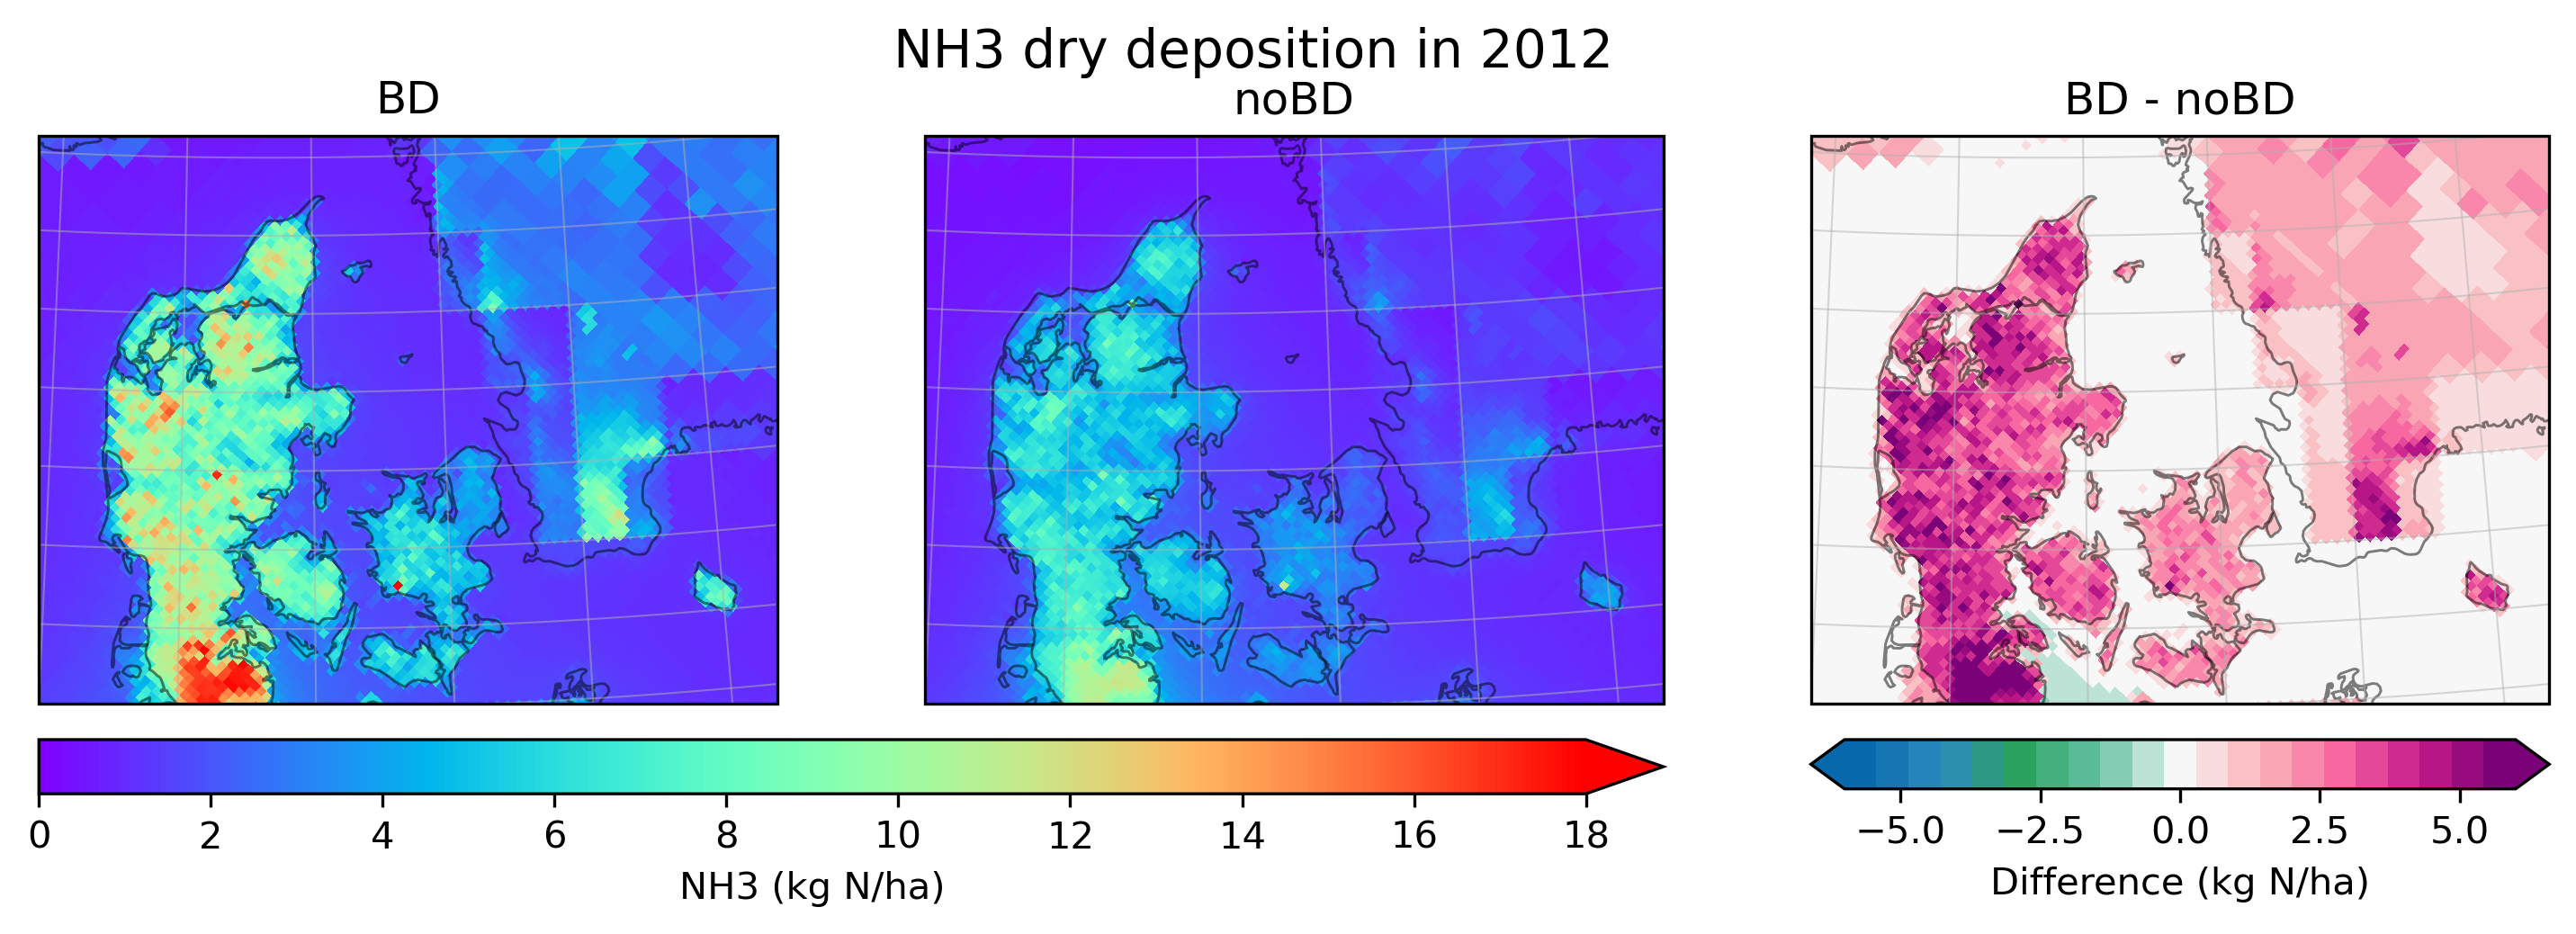 NH3 dry deposition in 2012
BD
noBD
BD - noBD
0 2 4 6 8 10 12 14 16 18
NH3 (kg N/ha)
−5.0 −2.5 0.0 2.5 5.0
Difference (kg N/ha)